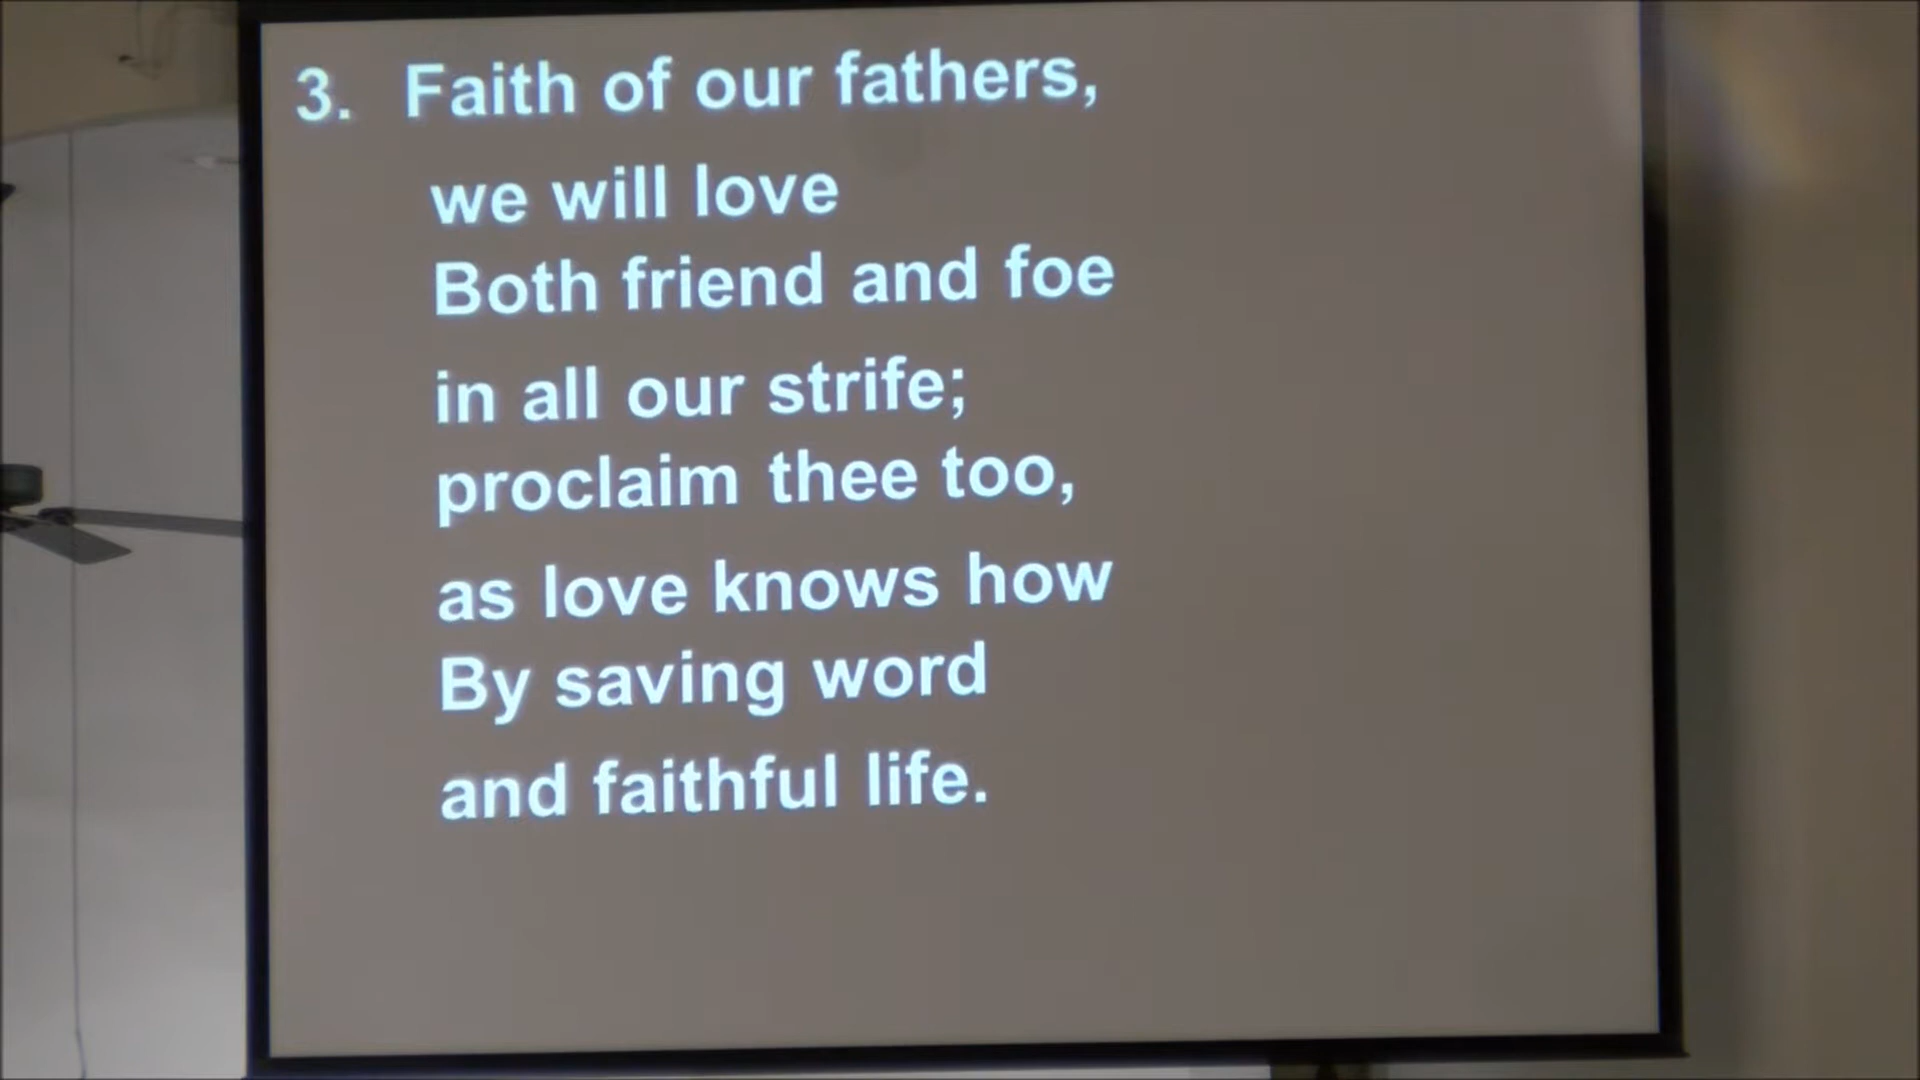 3. Faith of our fathers,
we will love
Both friend and foe
in all our strife;
proclaim thee too,
as love knows how
By saving word
and faithful life.